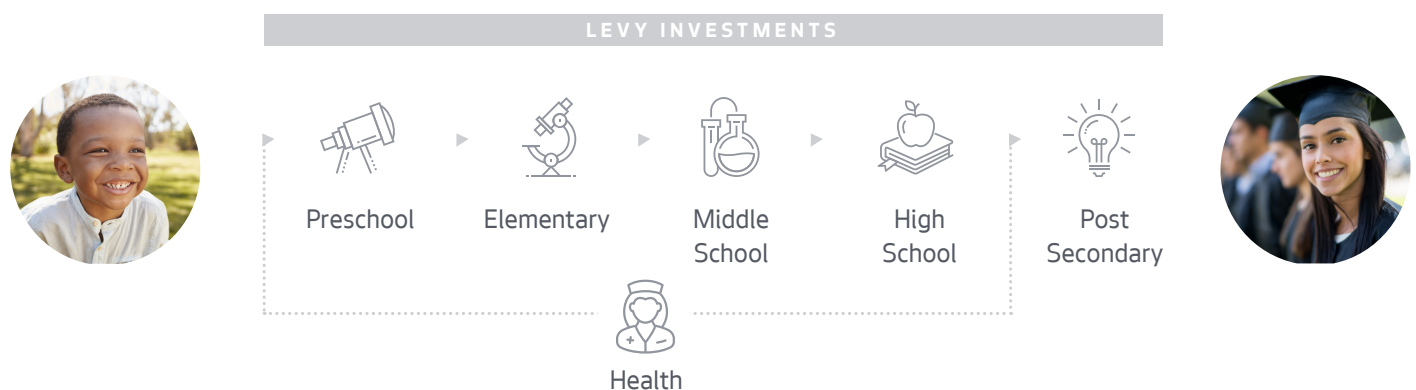 LEVY INVESTMENTS
Preschool
Elementary
Middle
School
High
School
Post
Secondary
Health